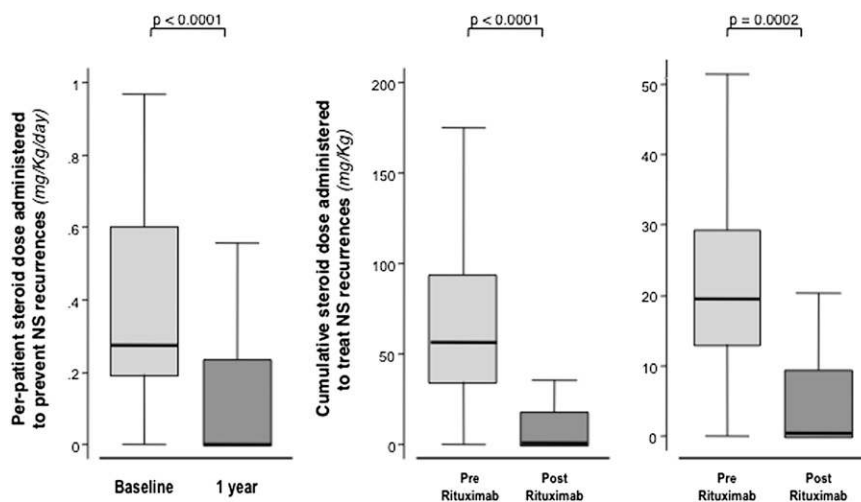 p < 0.0001
Per-patient steroid dose administered
to prevent NS recurrences (mg/Kg/day)
1
.8
.6
.4
.2
0
Baseline
1 year
p < 0.0001
Cumulative steroid dose administered
to treat NS recurrences (mg/Kg)
200
150
100
50
0
Pre
Rituximab
Post
Rituximab
p = 0.0002
50
40
30
20
10
0
Pre
Rituximab
Post
Rituximab